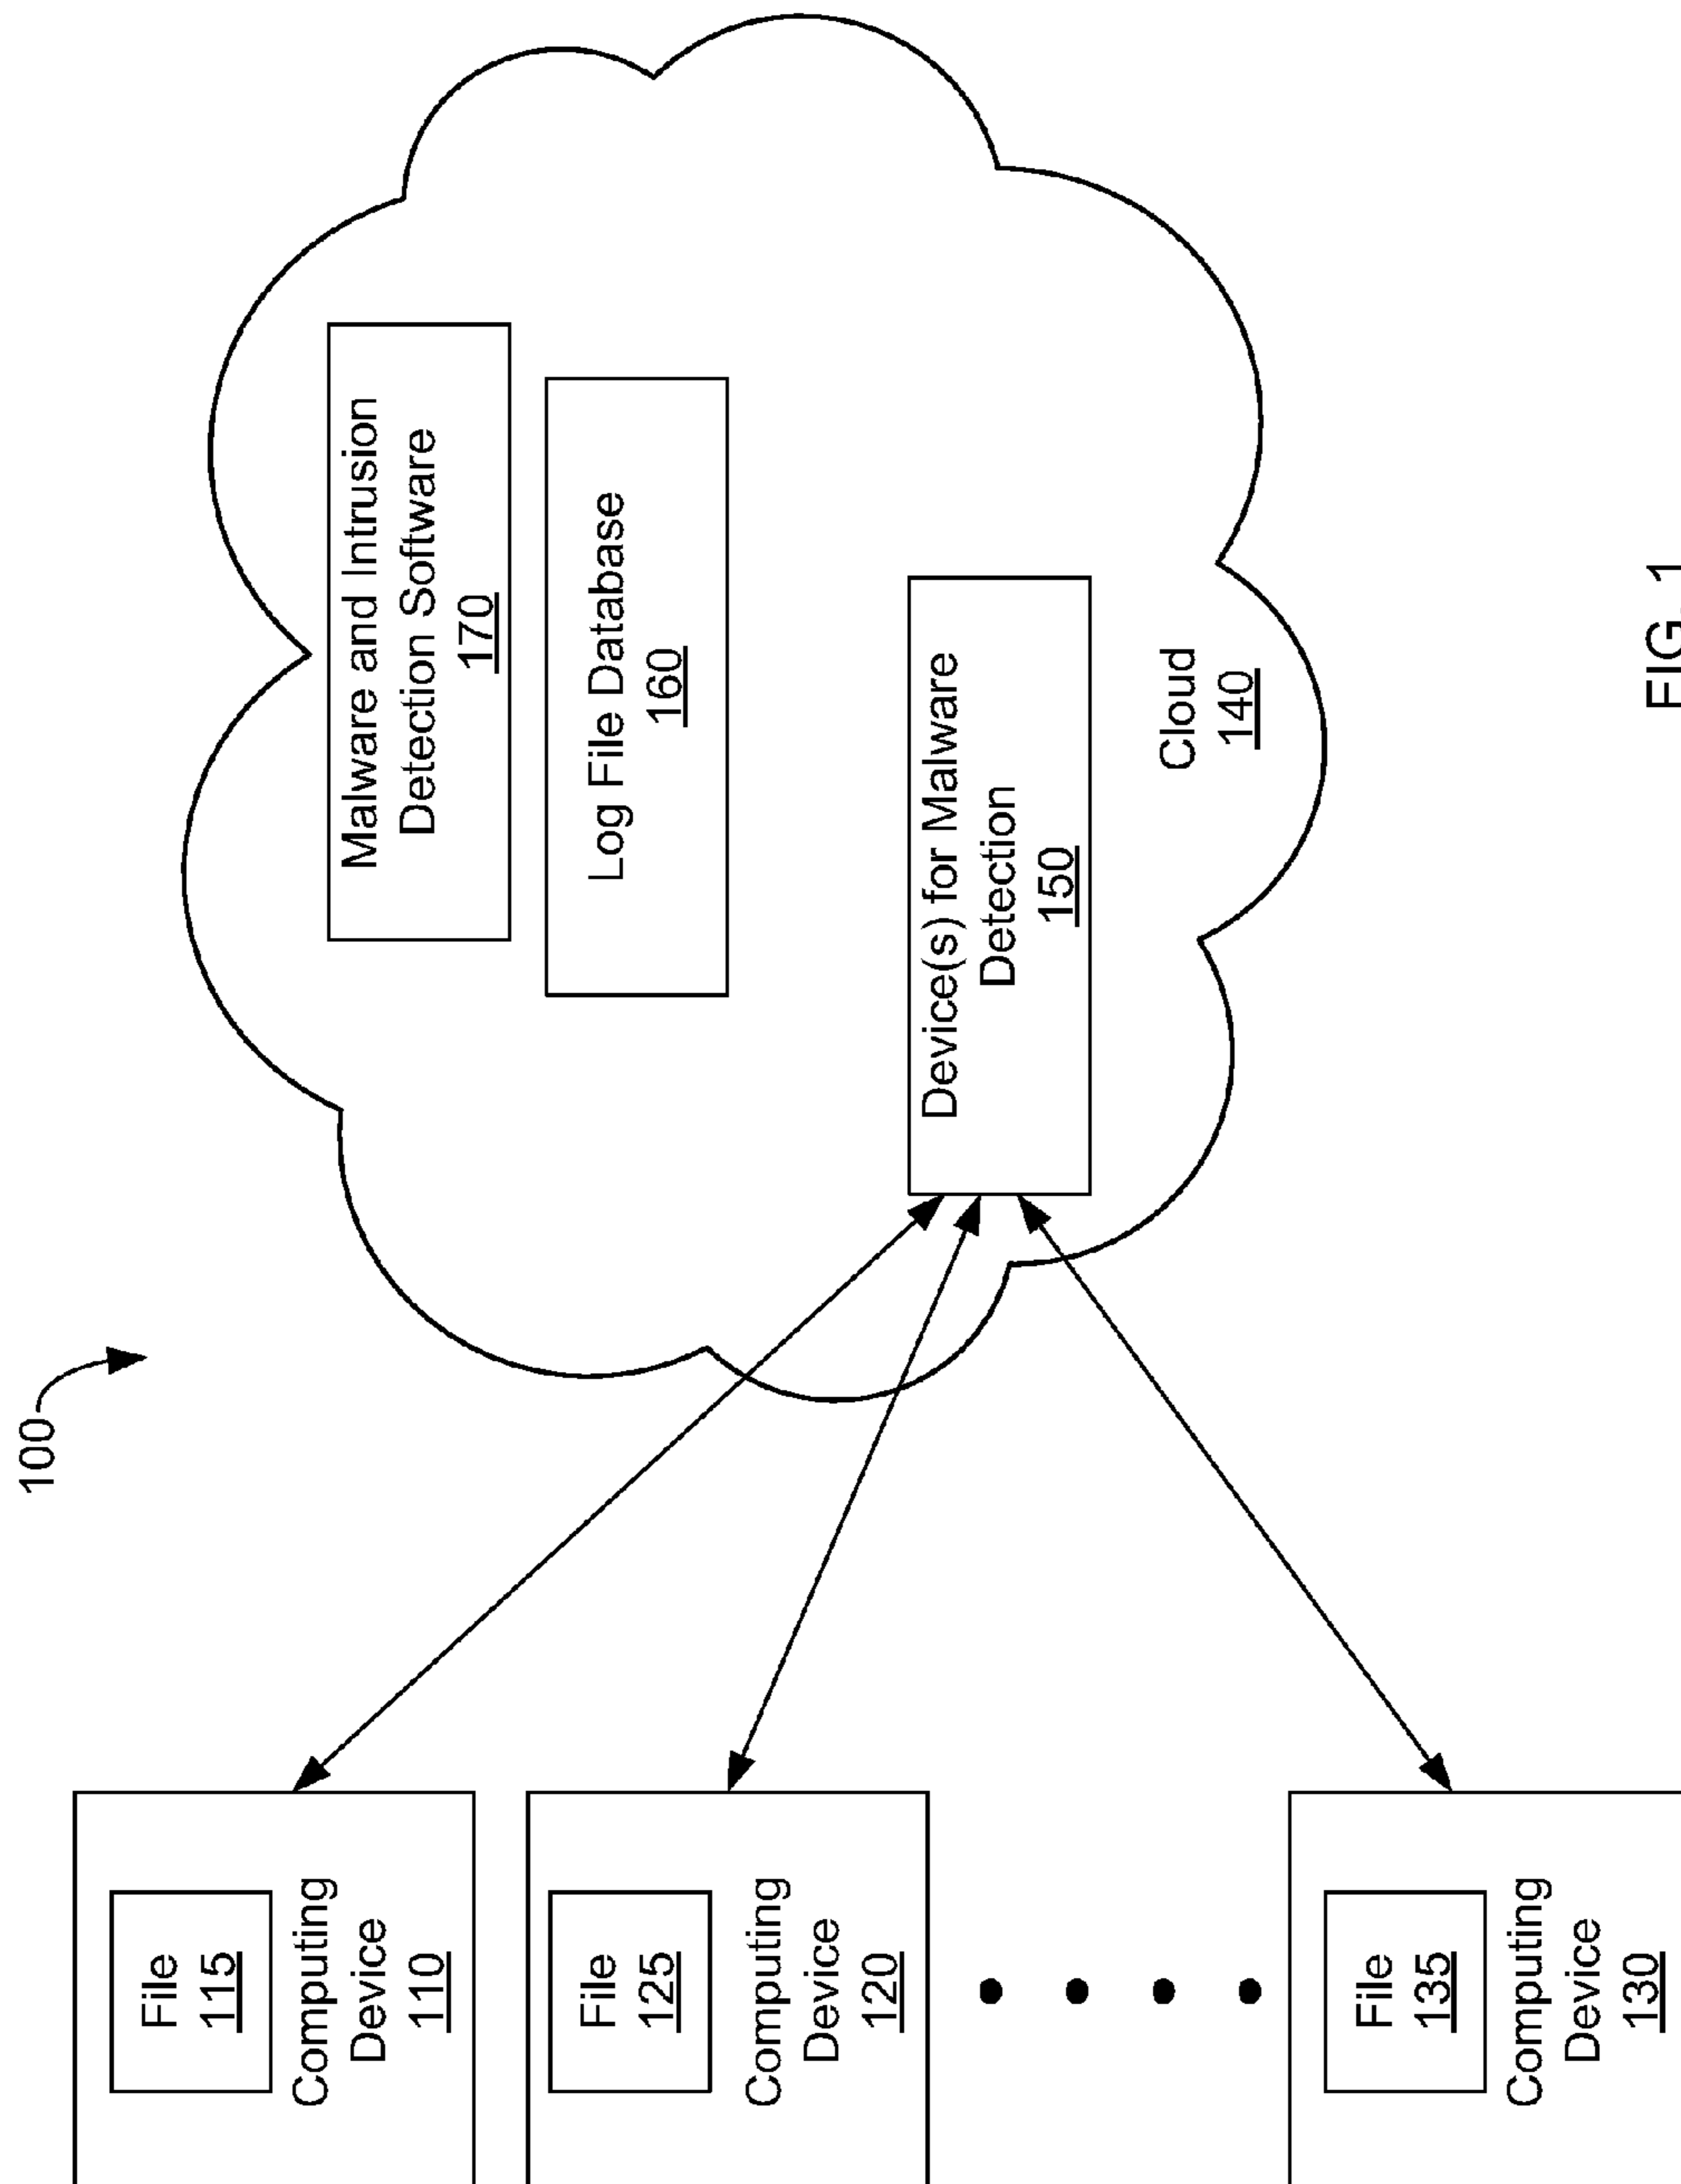 100
File
115
Computing
Device
110
File
125
Computing
Device
120
File
135
Computing
Device
130
Malware and Intrusion
Detection Software
170
Log File Database
160
Device(s) for Malware
Detection
150
Cloud
140
FIG. 1